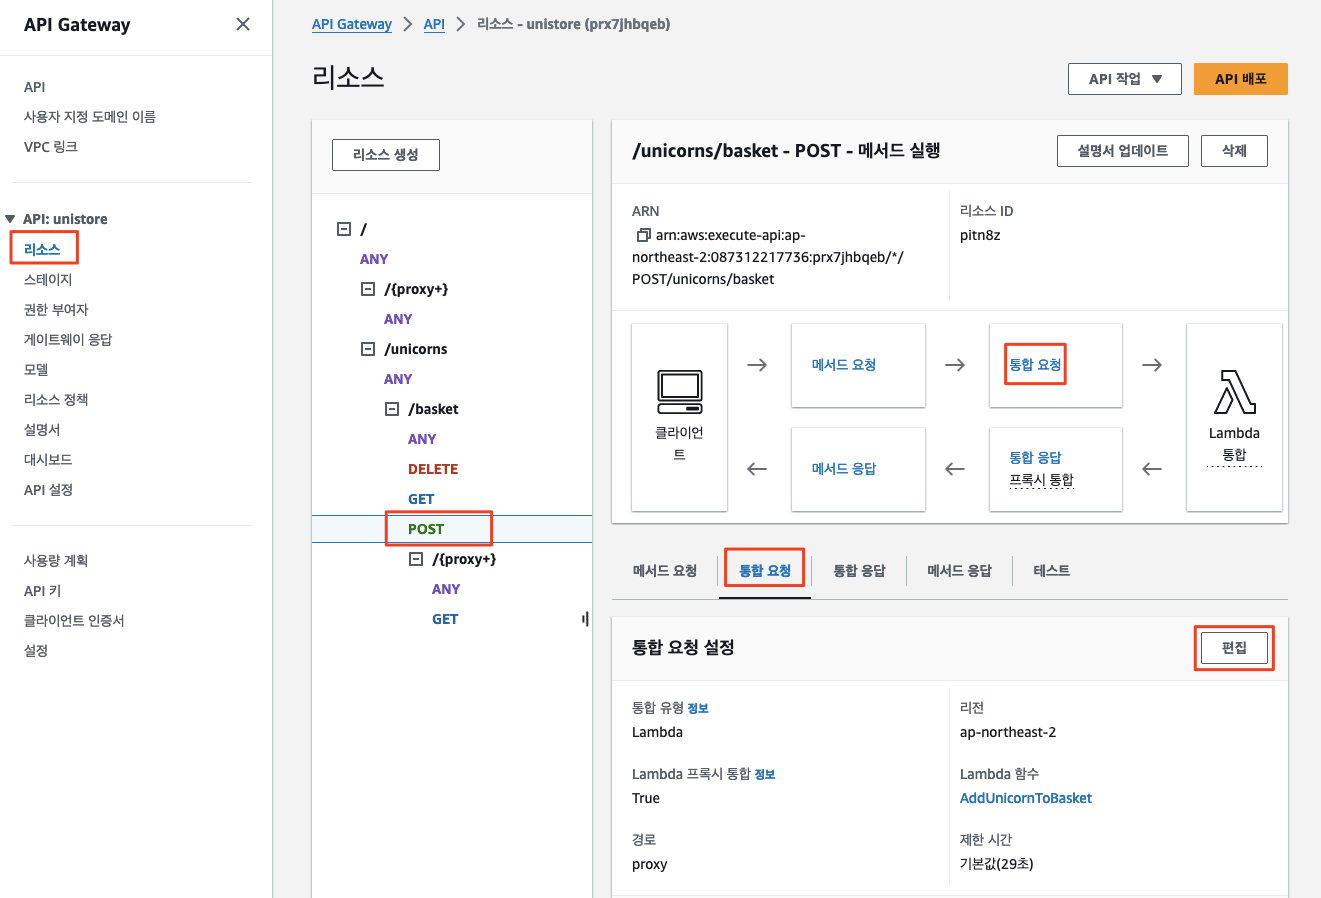 API Gateway
API
사용자 지정 도메인 이름
VPC 링크
API: unistore
리소스
스테이지
권한 부여자
게이트웨이 응답
모델
리소스 정책
설명서
대시보드
API 설정
사용량 계획
API 키
클라이언트 인증서
설정
API Gateway
API
리소스 - unistore (prx7jhbqeb)
리소스
API 작업
API 배포
리소스 생성
/
ANY
/{proxy+}
ANY
/unicorns
ANY
/basket
ANY
DELETE
GET
POST
/{proxy+}
ANY
GET
/unicorns/basket - POST - 메서드 실행
설명서 업데이트
삭제
ARN
arn:aws:execute-api:ap-
northeast-2:087312217736:prx7jhbqeb/*/
POST/unicorns/basket
리소스 ID
pitn8z
클라이언
트
메서드 요청
통합 요청
Lambda
통합
메서드 응답
통합 응답
프록시 통합
메서드 요청
통합 요청
통합 응답
메서드 응답
테스트
통합 요청 설정
편집
통합 유형 정보
Lambda
리전
ap-northeast-2
Lambda 프록시 통합 정보
True
Lambda 함수
AddUnicornToBasket
경로
proxy
제한 시간
기본값(29초)